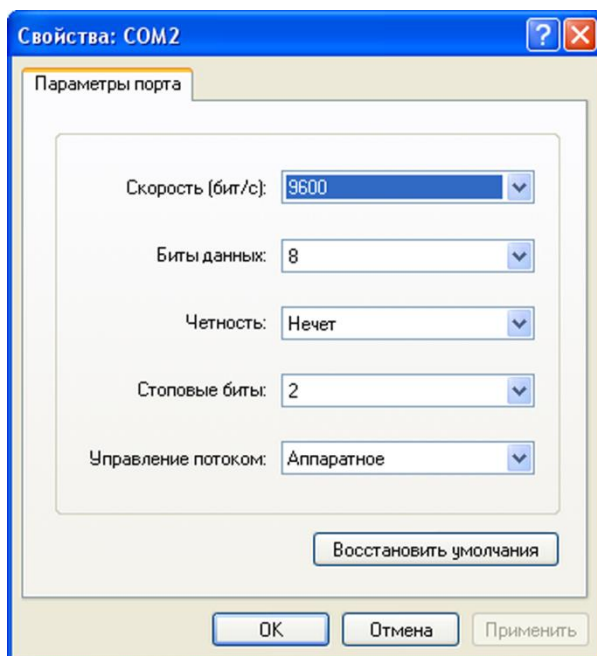 Свойства: COM2
Параметры порта
Скорость (бит/с): 9600
Биты данных: 8
Четность: Нечет
Стоповые биты: 2
Управление потоком: Аппаратное
Восстановить умолчания
OK Отмена Применить